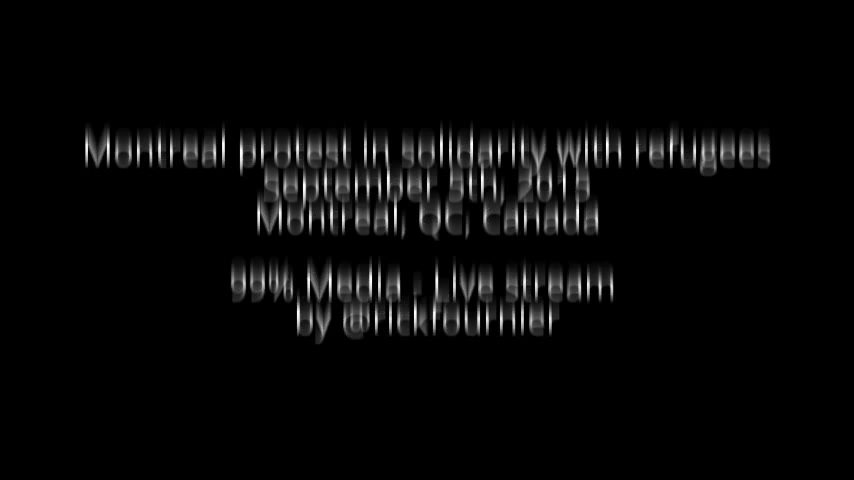 Montreal protest in solidarity with refugees
September 5th, 2015
Montreal, QC, Canada
99% Media - Live stream
by @rickfournier